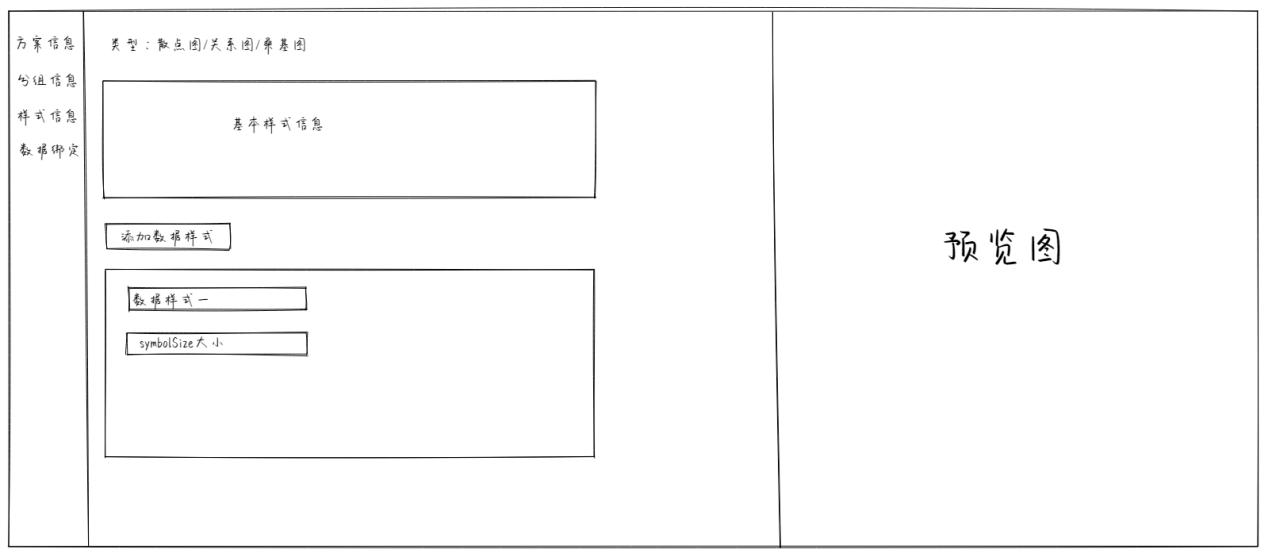 方案信息
分组信息
样式信息
数据绑定
类型：散点图/关系图/桑基图
基本样式信息
添加数据样式
数据样式一
symbolSize大小
预览图